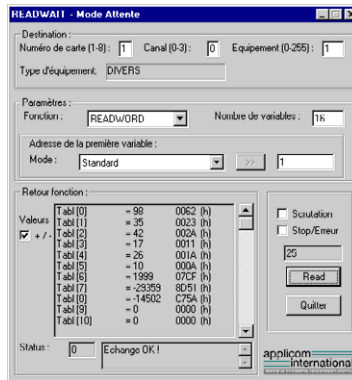 READWAIT - Mode Attente
Destination :
Numéro de carte (1-8) : 1 Canal (0-3) : 0 Equipement (0-255) : 1
Type d'équipement: DIVERS
Paramètres :
Fonction : READWORD Nombre de variables : 16
Adresse de la première variable :
Mode : Standard >> 1
Retour fonction :
Valeurs
+ / -
Tabl [0] = 98 0062 (h)
Tabl [1] = 35 0023 (h)
Tabl [2] = 42 002A (h)
Tabl [3] = 17 0011 (h)
Tabl [4] = 26 001A (h)
Tabl [5] = 10 000A (h)
Tabl [6] = 1999 07CF (h)
Tabl [7] = -29359 8D51 (h)
Tabl [8] = -14502 C75A (h)
Tabl [9] = 0 0000 (h)
Tabl [10] = 0 0000 (h)
Status : 0 Echange OK !
Scrutation
Stop/Erreur
25
Read
Quitter
applicom
international